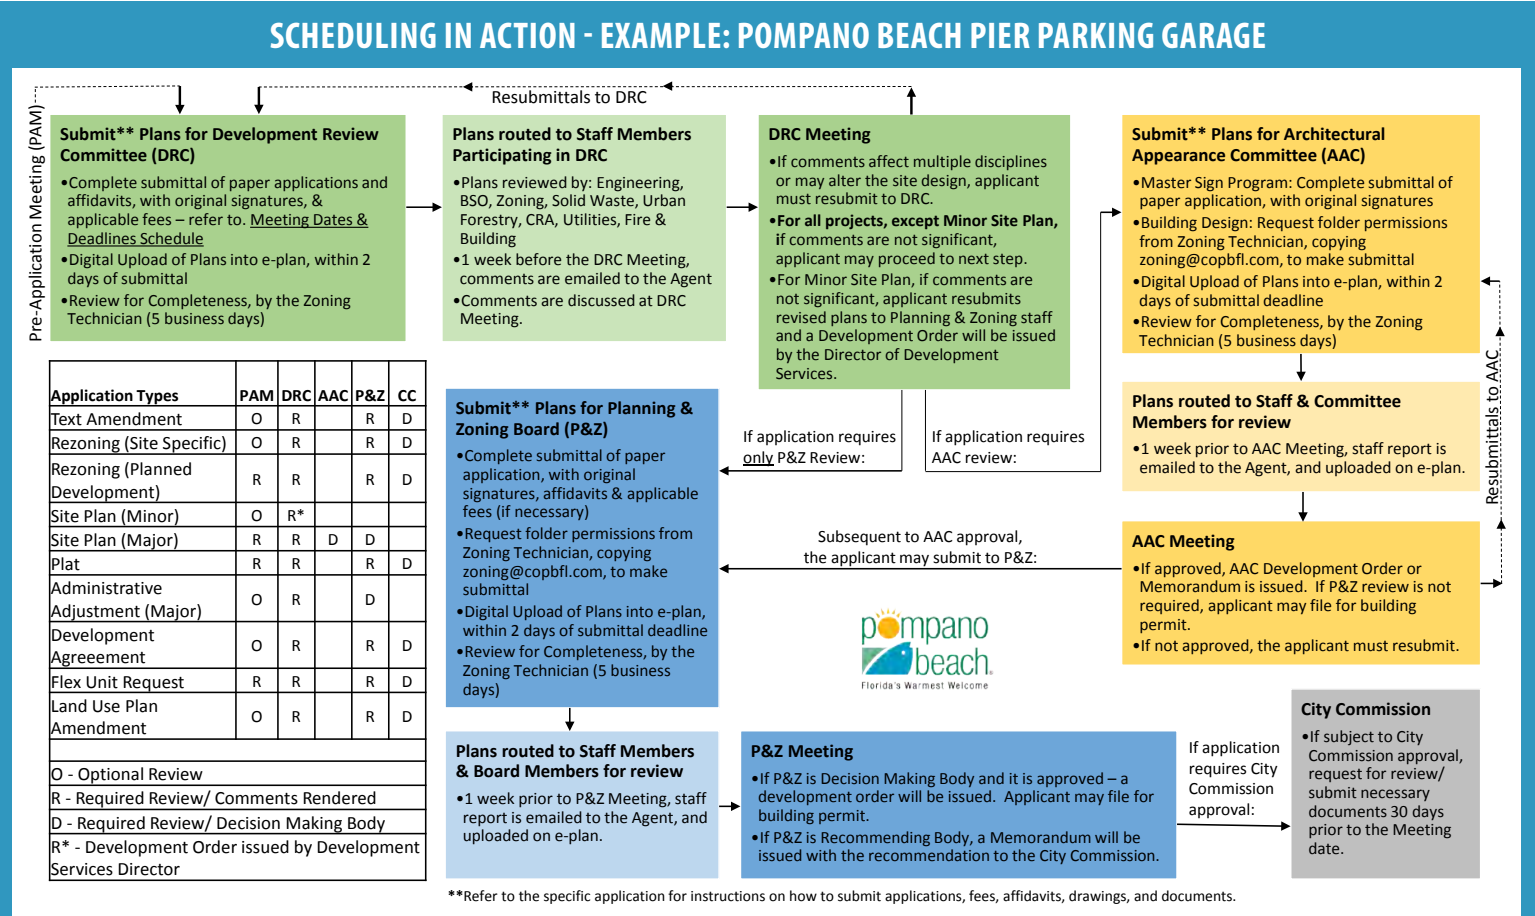 SCHEDULING IN ACTION - EXAMPLE: POMPANO BEACH PIER PARKING GARAGE
Pre-Application Meeting (PAM)
Resubmittals to DRC
Submit** Plans for Development Review
Committee (DRC)
•Complete submittal of paper applications and
affidavits, with original signatures, &
applicable fees – refer to. Meeting Dates &
Deadlines Schedule
•Digital Upload of Plans into e-plan, within 2
days of submittal
•Review for Completeness, by the Zoning
Technician (5 business days)
Plans routed to Staff Members
Participating in DRC
•Plans reviewed by: Engineering,
BSO, Zoning, Solid Waste, Urban
Forestry, CRA, Utilities, Fire &
Building
•1 week before the DRC Meeting,
comments are emailed to the Agent
•Comments are discussed at DRC
Meeting.
DRC Meeting
•If comments affect multiple disciplines
or may alter the site design, applicant
must resubmit to DRC.
•For all projects, except Minor Site Plan,
if comments are not significant,
applicant may proceed to next step.
•For Minor Site Plan, if comments are
not significant, applicant resubmits
revised plans to Planning & Zoning staff
and a Development Order will be issued
by the Director of Development
Services.
Submit** Plans for Architectural
Appearance Committee (AAC)
•Master Sign Program: Complete submittal of
paper application, with original signatures
•Building Design: Request folder permissions
from Zoning Technician, copying
zoning@copbfl.com, to make submittal
•Digital Upload of Plans into e-plan, within 2
days of submittal deadline
•Review for Completeness, by the Zoning
Technician (5 business days)
Resubmittals to AAC
Plans routed to Staff & Committee
Members for review
•1 week prior to AAC Meeting, staff report is
emailed to the Agent, and uploaded on e-plan.
AAC Meeting
•If approved, AAC Development Order or
Memorandum is issued. If P&Z review is not
required, applicant may file for building
permit.
•If not approved, the applicant must resubmit.
If application requires
only P&Z Review:
If application requires
AAC review:
Subsequent to AAC approval,
the applicant may submit to P&Z:
Application Types PAM DRC AAC P&Z CC
Text Amendment O R R D
Rezoning (Site Specific) O R R D
Rezoning (Planned
Development) R R R D
Site Plan (Minor) O R*
Site Plan (Major) R R D D
Plat R R R D
Administrative
Adjustment (Major) O R D
Development
Agreeement O R R D
Flex Unit Request R R R D
Land Use Plan
Amendment O R R D
O - Optional Review
R - Required Review/ Comments Rendered
D - Required Review/ Decision Making Body
R* - Development Order issued by Development
Services Director
Submit** Plans for Planning &
Zoning Board (P&Z)
•Complete submittal of paper
application, with original
signatures, affidavits & applicable
fees (if necessary)
•Request folder permissions from
Zoning Technician, copying
zoning@copbfl.com, to make
submittal
•Digital Upload of Plans into e-plan,
within 2 days of submittal deadline
•Review for Completeness, by the
Zoning Technician (5 business
days)
pompano
beach.
Florida's Warmest Welcome
Plans routed to Staff Members
& Board Members for review
•1 week prior to P&Z Meeting, staff
report is emailed to the Agent, and
uploaded on e-plan.
P&Z Meeting
•If P&Z is Decision Making Body and it is approved – a
development order will be issued. Applicant may file for
building permit.
•If P&Z is Recommending Body, a Memorandum will be
issued with the recommendation to the City Commission.
If application
requires City
Commission
approval:
City Commission
•If subject to City
Commission approval,
request for review/
submit necessary
documents 30 days
prior to the Meeting
date.
**Refer to the specific application for instructions on how to submit applications, fees, affidavits, drawings, and documents.